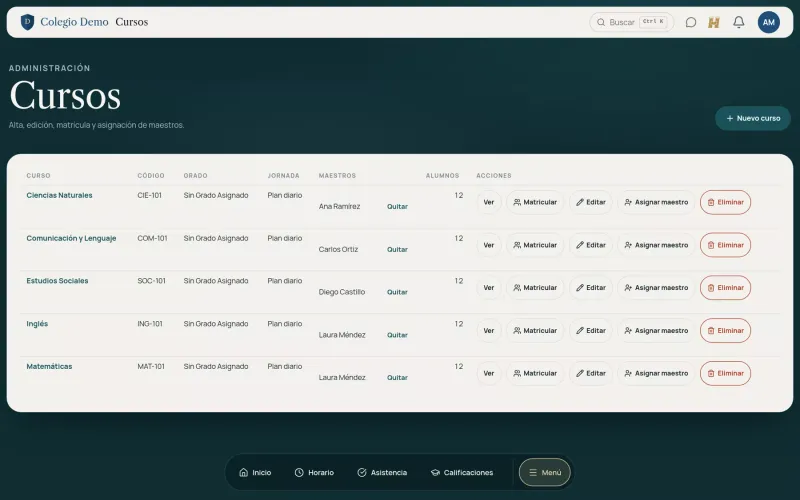 D Colegio Demo Cursos Buscar Ctrl K AM
ADMINISTRACIÓN
Cursos
Alta, edición, matrícula y asignación de maestros.
+ Nuevo curso
CURSO CÓDIGO GRADO JORNADA MAESTROS ALUMNOS ACCIONES
Ciencias Naturales CIE-101 Sin Grado Asignado Plan diario Ana Ramírez Quitar 12 Ver Matricular Editar Asignar maestro Eliminar
Comunicación y Lenguaje COM-101 Sin Grado Asignado Plan diario Carlos Ortiz Quitar 12 Ver Matricular Editar Asignar maestro Eliminar
Estudios Sociales SOC-101 Sin Grado Asignado Plan diario Diego Castillo Quitar 12 Ver Matricular Editar Asignar maestro Eliminar
Inglés ING-101 Sin Grado Asignado Plan diario Laura Méndez Quitar 12 Ver Matricular Editar Asignar maestro Eliminar
Matemáticas MAT-101 Sin Grado Asignado Plan diario Laura Méndez Quitar 12 Ver Matricular Editar Asignar maestro Eliminar
Inicio Horario Asistencia Calificaciones Menú